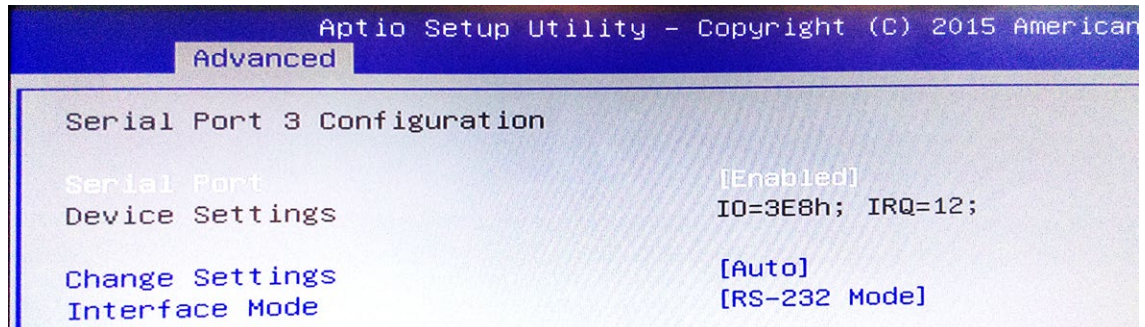 Aptio Setup Utility – Copyright (C) 2015 American
Advanced
Serial Port 3 Configuration
Serial Port [Enabled]
Device Settings IO=3E8h; IRQ=12;
Change Settings [Auto]
Interface Mode [RS-232 Mode]